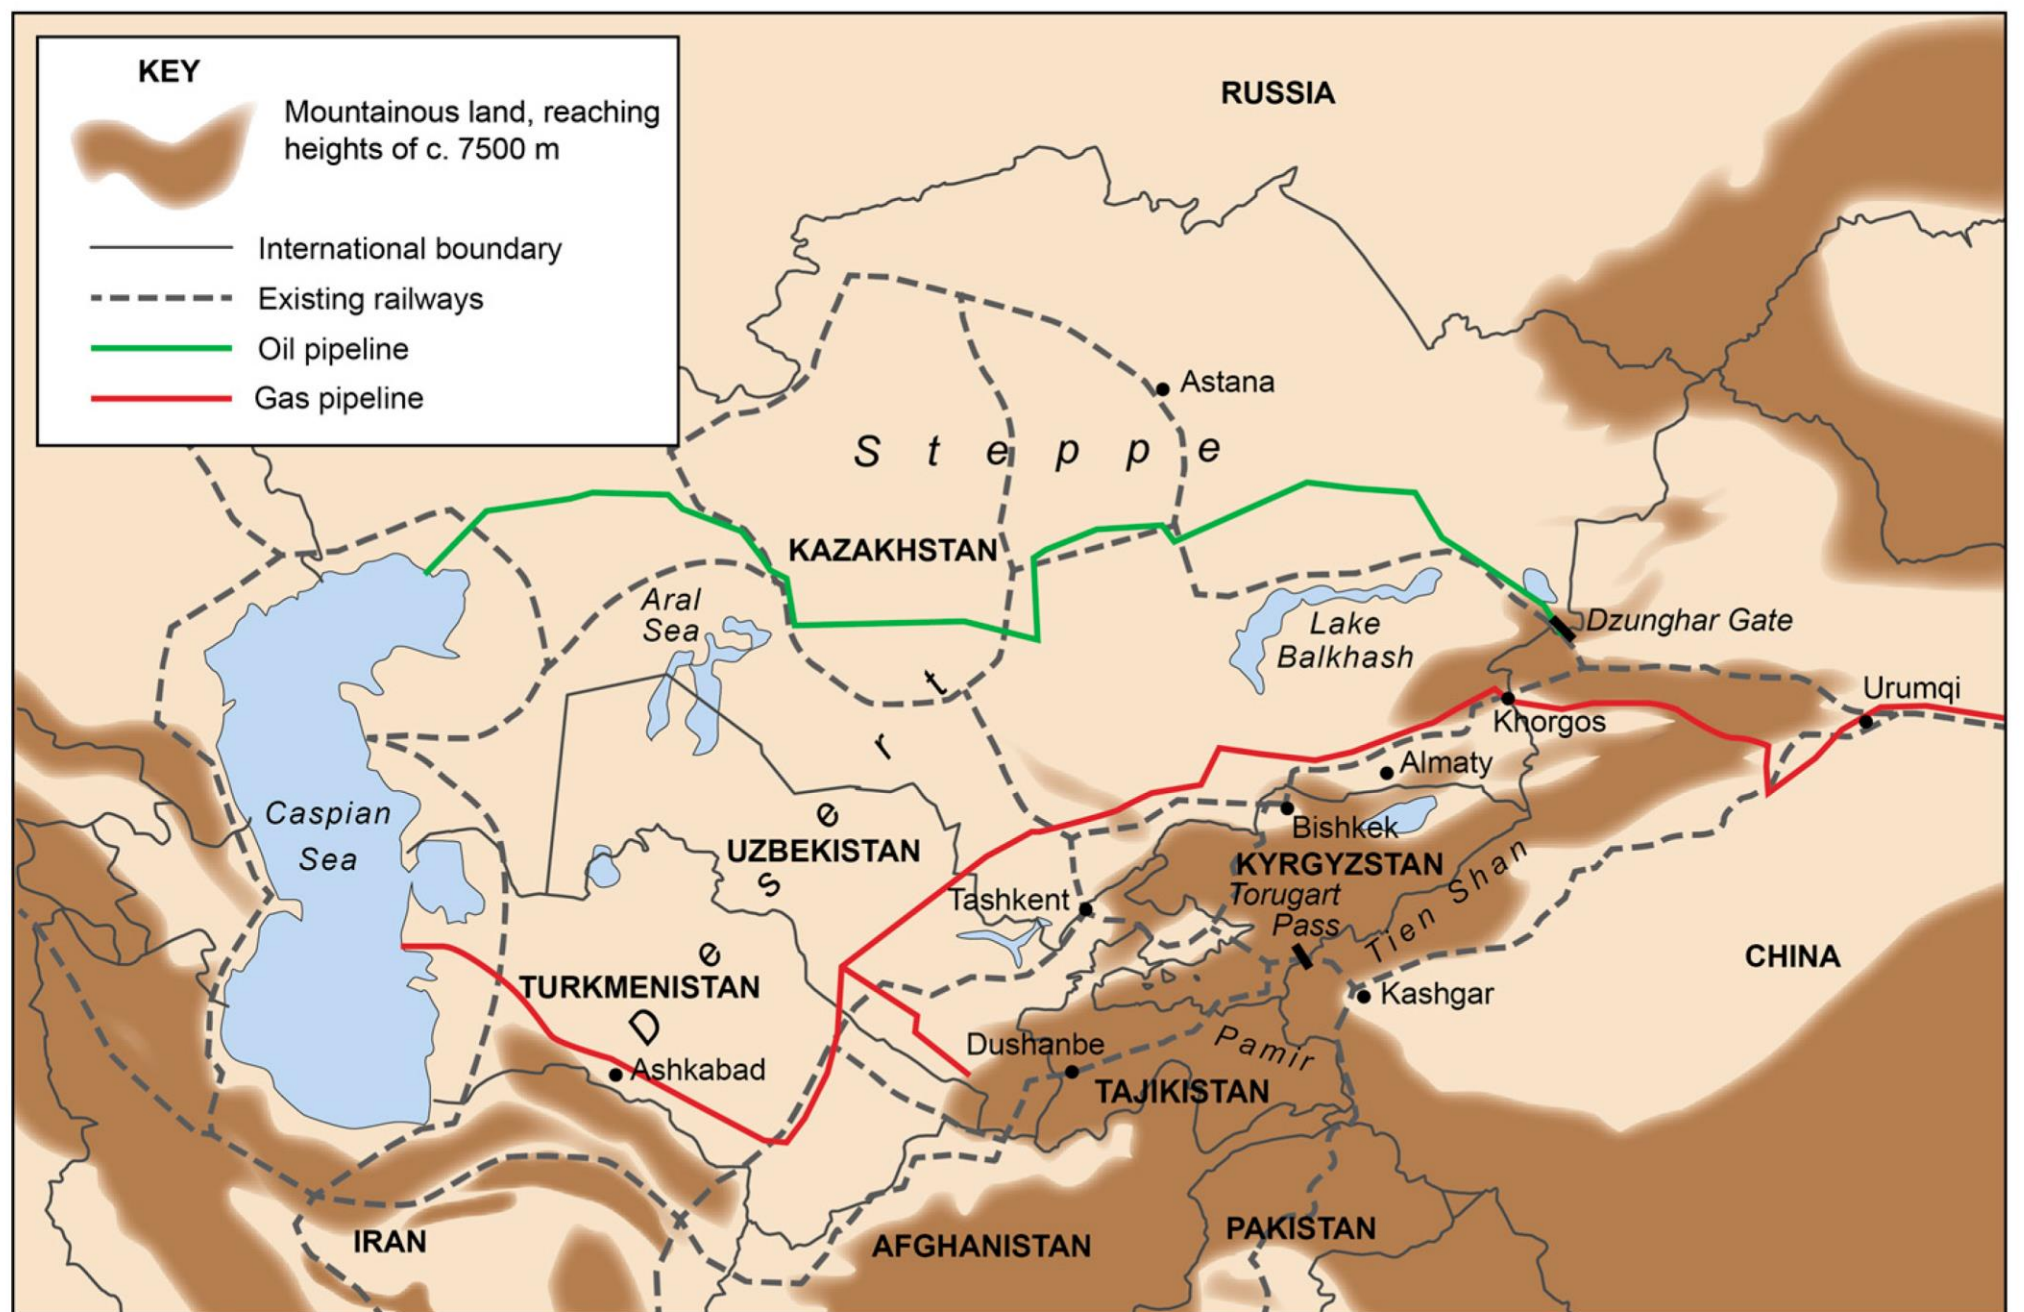 KEY
Mountainous land, reaching
heights of c. 7500 m
International boundary
Existing railways
Oil pipeline
Gas pipeline
RUSSIA
Astana
Steppe
KAZAKHSTAN
Aral
Sea
Lake
Balkhash
Dzunghar Gate
Urumqi
Khorgos
Almaty
Caspian
Sea
Desert
UZBEKISTAN
Bishkek
KYRGYZSTAN
Tashkent
Torugart
Pass
Tien Shan
CHINA
TURKMENISTAN
Kashgar
Dushanbe
Pamir
Ashkabad
TAJIKISTAN
IRAN
AFGHANISTAN
PAKISTAN